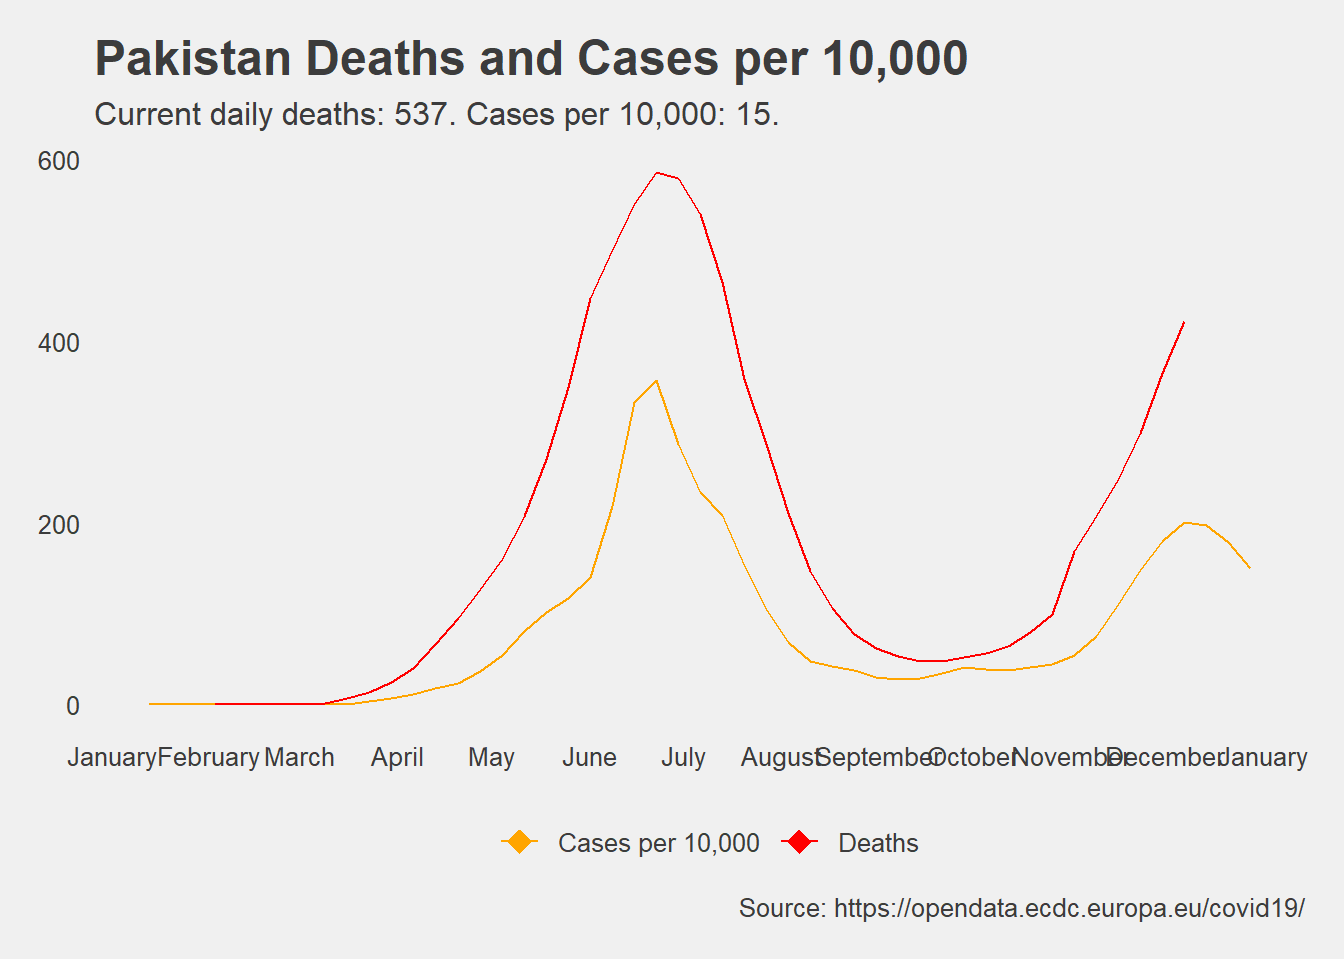 Pakistan Deaths and Cases per 10,000
Current daily deaths: 537. Cases per 10,000: 15.
600
400
200
0
January February March April May June July August September October November December January
Cases per 10,000 Deaths
Source: https://opendata.ecdc.europa.eu/covid19/